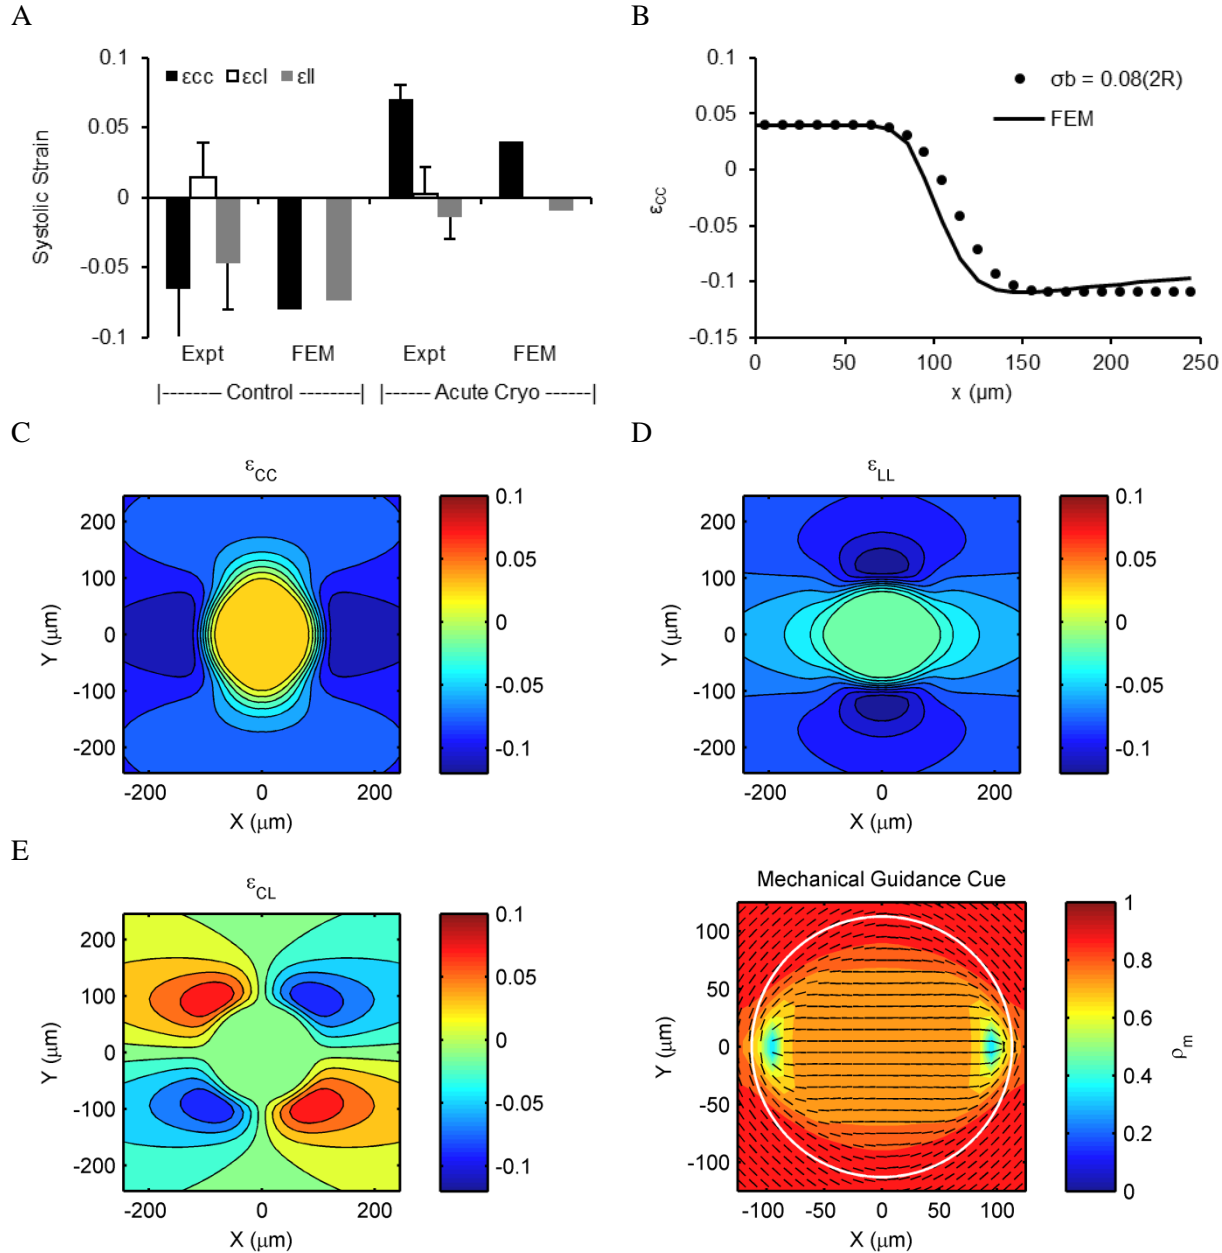 A
0.1
0.05
0
-0.05
-0.1
Systolic Strain
εcc εcl εll
Expt FEM Expt FEM
|-------- Control --------| |------ Acute Cryo ------|
B
0.1
0.05
0
-0.05
-0.1
-0.15
εCC
σb = 0.08(2R)
FEM
0 50 100 150 200 250
x (µm)
C
εCC
200
100
0
-100
-200
Y (µm)
-200 0 200
X (µm)
0.1
0.05
0
-0.05
-0.1
D
εLL
200
100
0
-100
-200
Y (µm)
-200 0 200
X (µm)
0.1
0.05
0
-0.05
-0.1
E
εCL
200
100
0
-100
-200
Y (µm)
-200 0 200
X (µm)
0.1
0.05
0
-0.05
-0.1
Mechanical Guidance Cue
100
50
0
-50
-100
Y (µm)
-100 -50 0 50 100
X (µm)
1
0.8
0.6
0.4
0.2
0
ρm